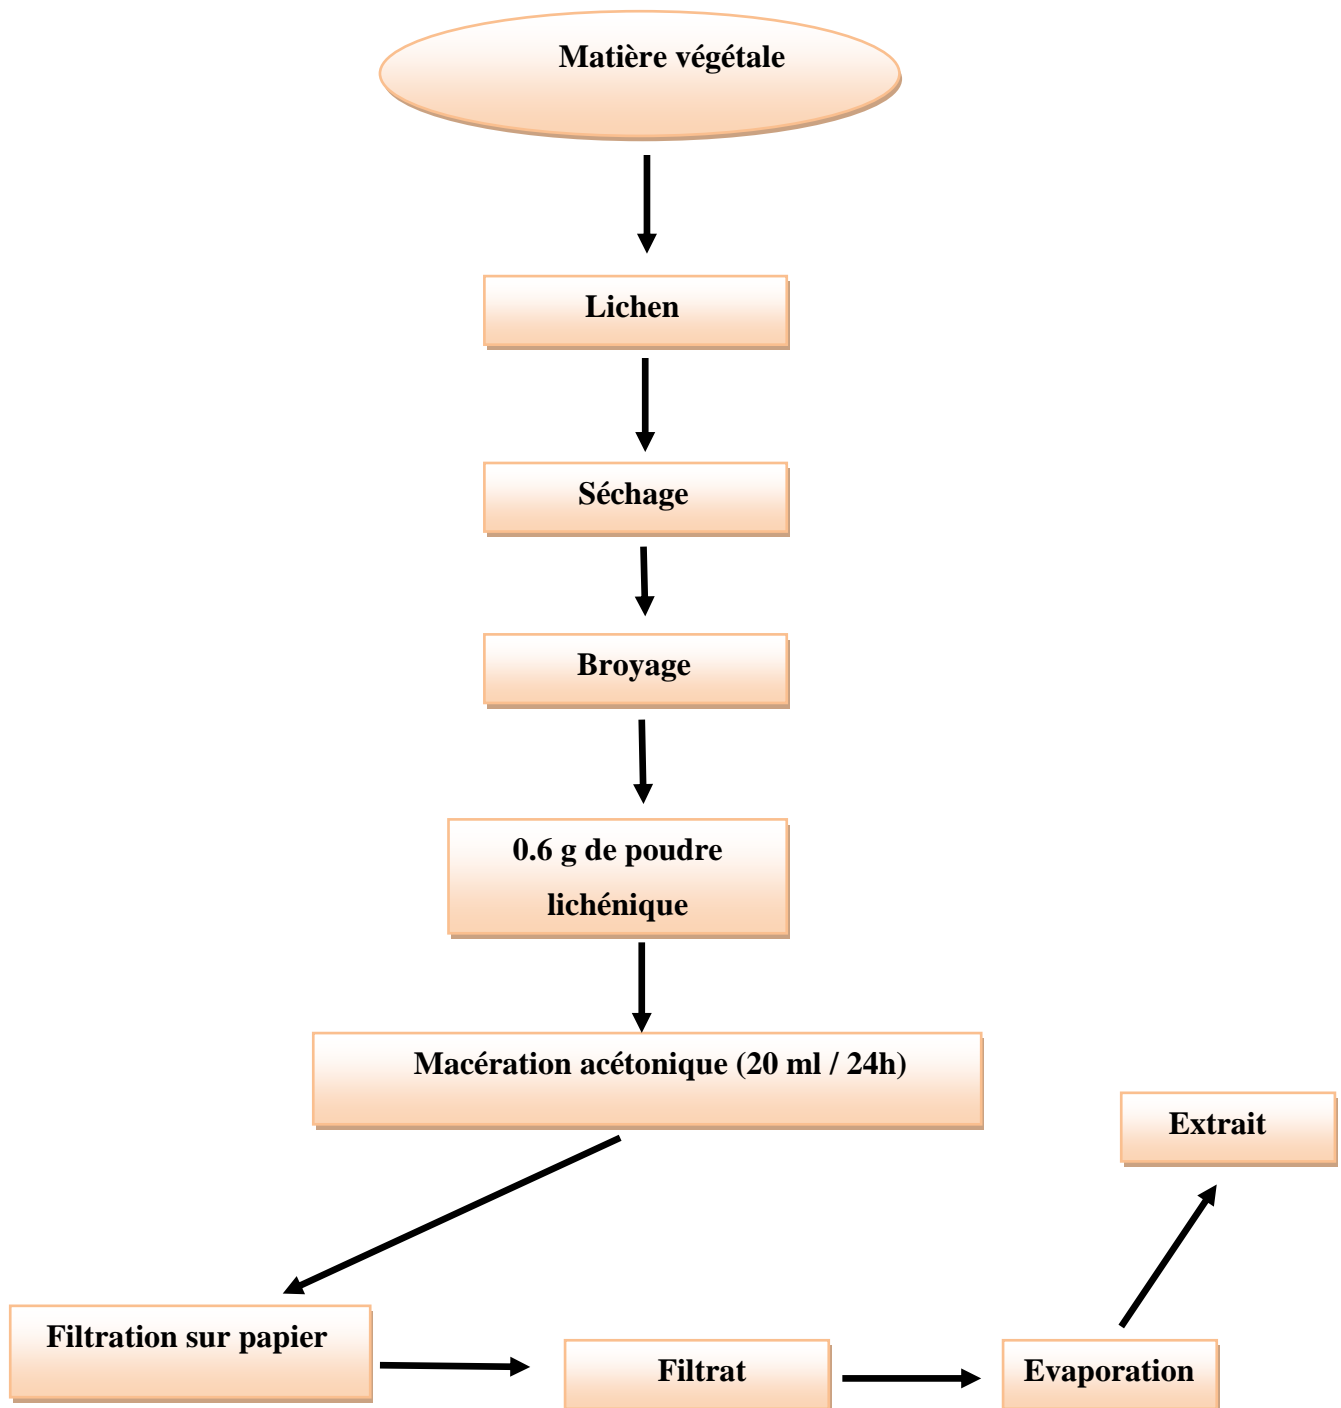 Matière végétale
Lichen
Séchage
Broyage
0.6 g de poudre
lichénique
Macération acétonique (20 ml / 24h)
Extrait
Filtration sur papier
Filtrat
Evaporation